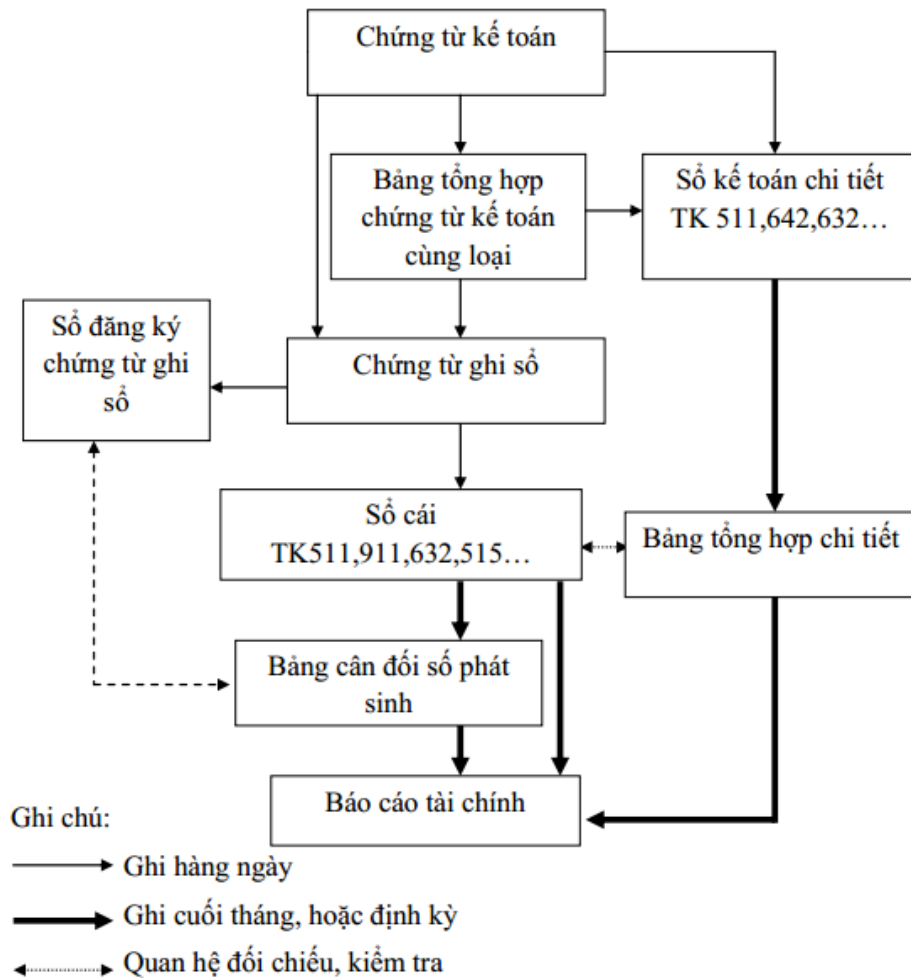 Chứng từ kế toán
Bảng tổng hợp
chứng từ kế toán
cùng loại
Sổ kế toán chi tiết
TK 511,642,632…
Sổ đăng ký
chứng từ ghi
sổ
Chứng từ ghi sổ
Sổ cái
TK511,911,632,515…
Bảng tổng hợp chi tiết
Bảng cân đối số phát
sinh
Báo cáo tài chính
Ghi chú:
Ghi hàng ngày
Ghi cuối tháng, hoặc định kỳ
Quan hệ đối chiếu, kiểm tra